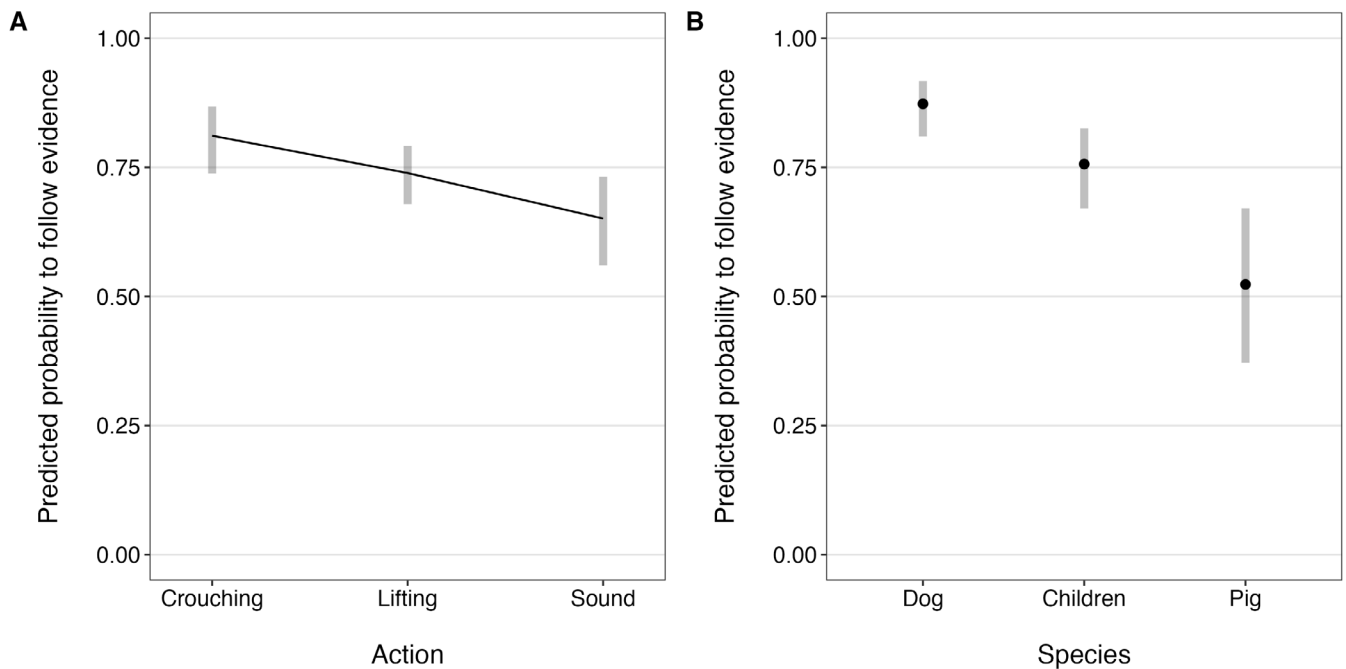 A
Predicted probability to follow evidence
1.00
0.75
0.50
0.25
0.00
Crouching Lifting Sound
Action
B
Predicted probability to follow evidence
1.00
0.75
0.50
0.25
0.00
Dog Children Pig
Species